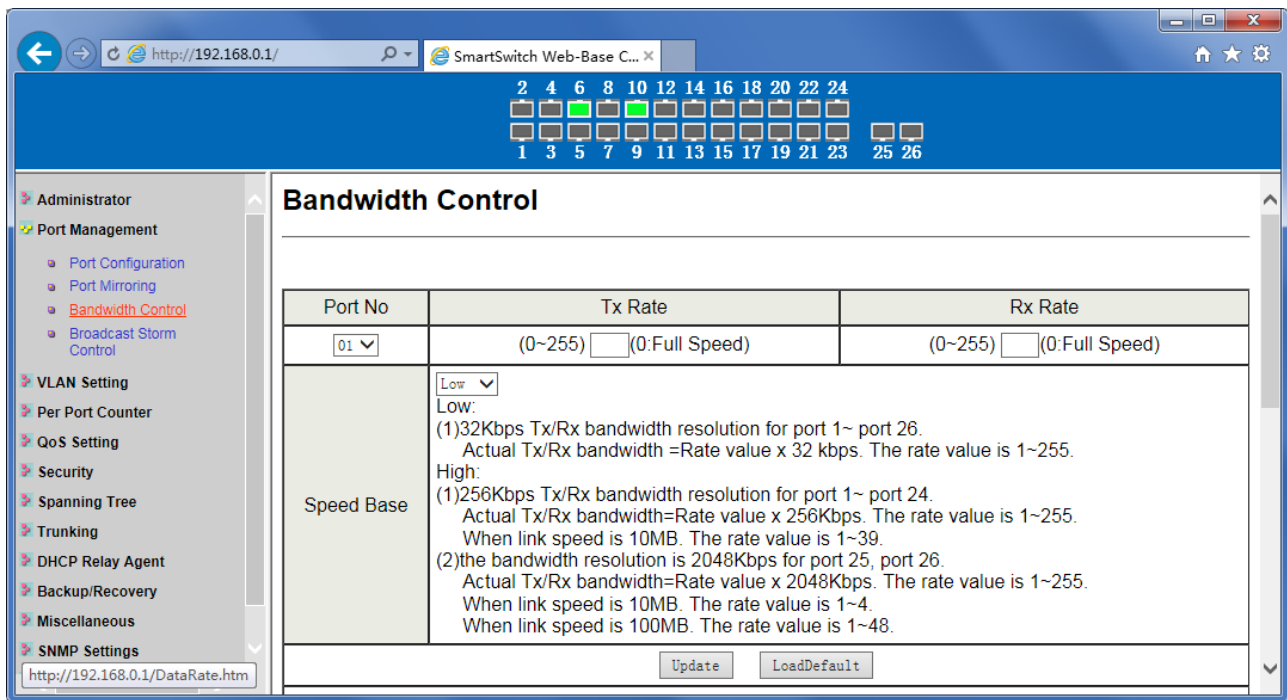 http://192.168.0.1/
SmartSwitch Web-Base C...
2 4 6 8 10 12 14 16 18 20 22 24
1 3 5 7 9 11 13 15 17 19 21 23 25 26
Administrator
Port Management
Port Configuration
Port Mirroring
Bandwidth Control
Broadcast Storm
Control
VLAN Setting
Per Port Counter
QoS Setting
Security
Spanning Tree
Trunking
DHCP Relay Agent
Backup/Recovery
Miscellaneous
SNMP Settings
http://192.168.0.1/DataRate.htm
Bandwidth Control
Port No Tx Rate Rx Rate
01 (0~255) (0:Full Speed) (0~255) (0:Full Speed)
Speed Base
Low
Low:
(1)32Kbps Tx/Rx bandwidth resolution for port 1~ port 26.
Actual Tx/Rx bandwidth =Rate value x 32 kbps. The rate value is 1~255.
High:
(1)256Kbps Tx/Rx bandwidth resolution for port 1~ port 24.
Actual Tx/Rx bandwidth=Rate value x 256Kbps. The rate value is 1~255.
When link speed is 10MB. The rate value is 1~39.
(2)the bandwidth resolution is 2048Kbps for port 25, port 26.
Actual Tx/Rx bandwidth=Rate value x 2048Kbps. The rate value is 1~255.
When link speed is 10MB. The rate value is 1~4.
When link speed is 100MB. The rate value is 1~48.
Update LoadDefault